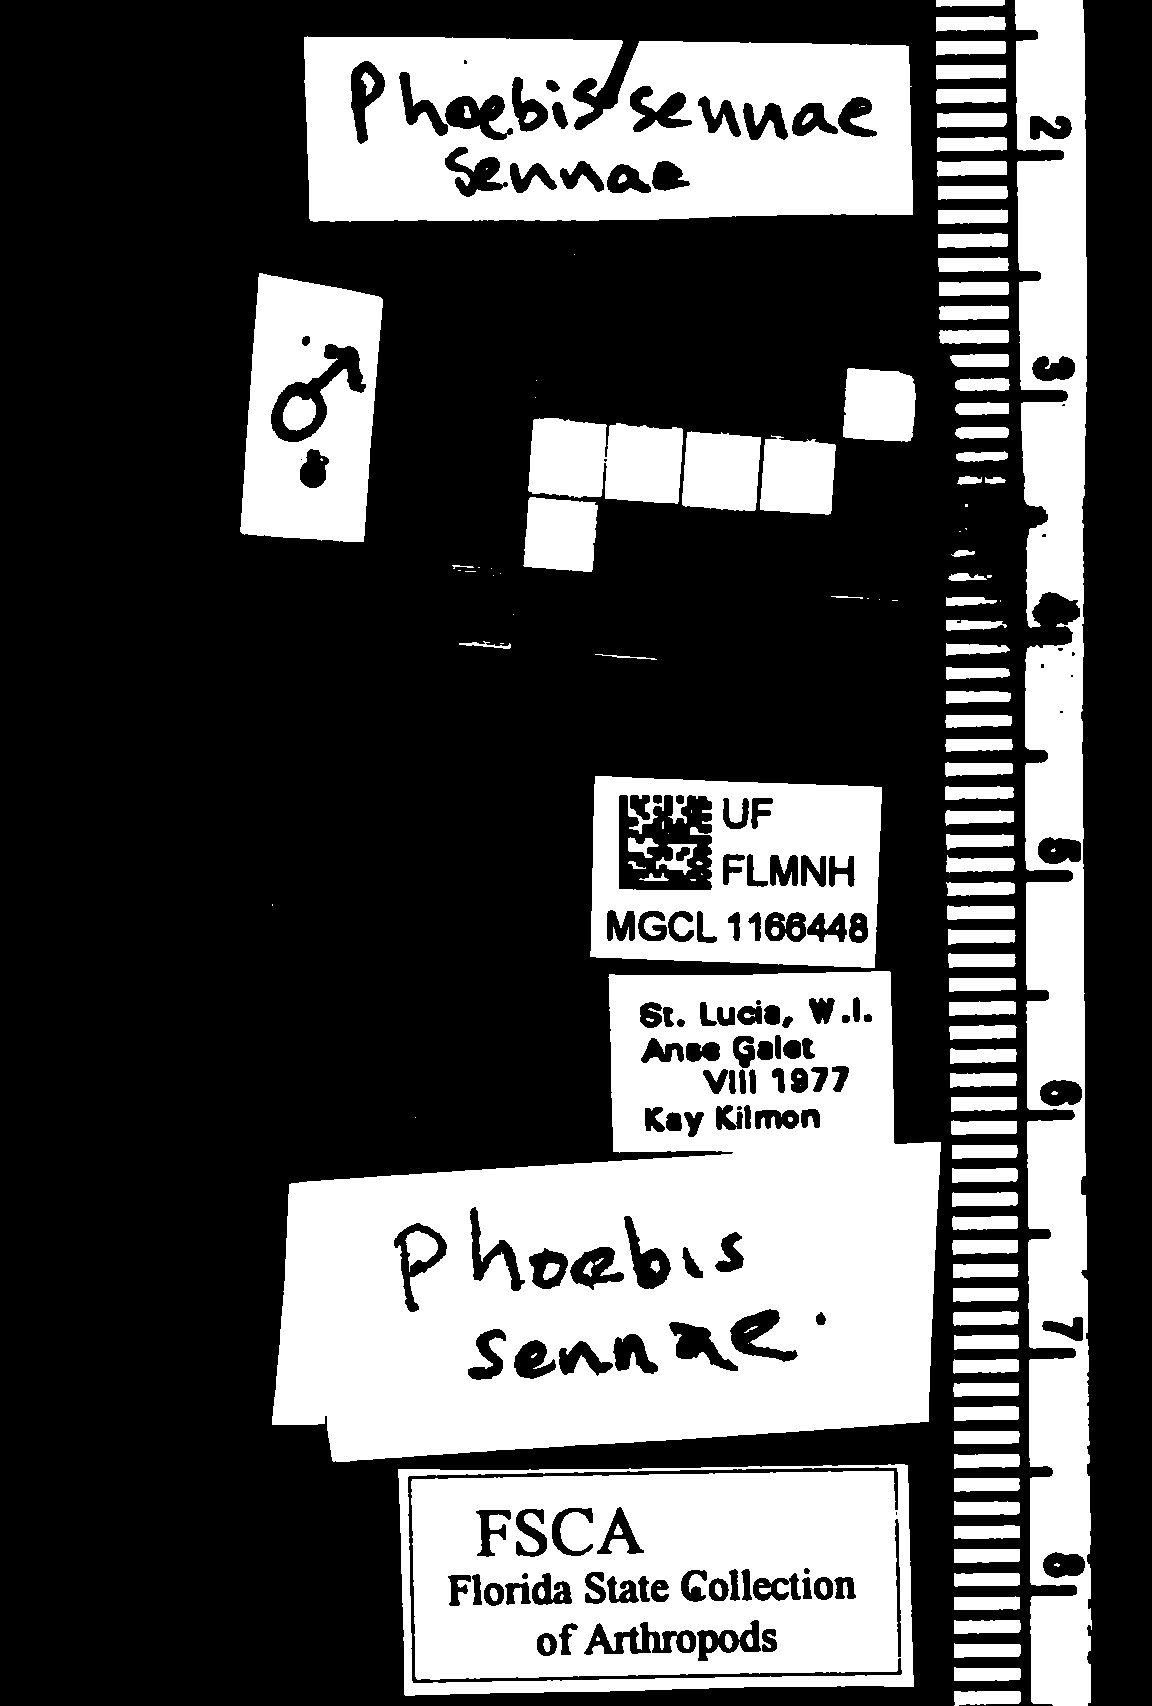 Phoebis sennae
sennae
♂
2
3
4
5
6
7
8
UF
FLMNH
MGCL 1166448
St. Lucia, W.I.
Anse Galet
VIII 1977
Kay Kilmon
Phoebis
sennae
FSCA
Florida State Collection
of Arthropods